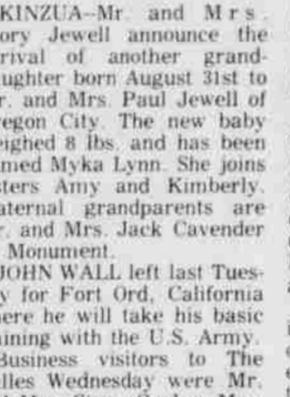 KINZUA--Mr. and Mrs.
ory Jewell announce the
rival of another grand-
ughter born August 31st to
r. and Mrs. Paul Jewell of
regon City. The new baby
eighed 8 lbs. and has been
med Myka Lynn. She joins
sters Amy and Kimberly.
aternal grandparents are
r. and Mrs. Jack Cavender
Monument.
JOHN WALL left last Tues-
y for Fort Ord, California
here he will take his basic
ining with the U.S. Army.
Business visitors to The
lles Wednesday were Mr.